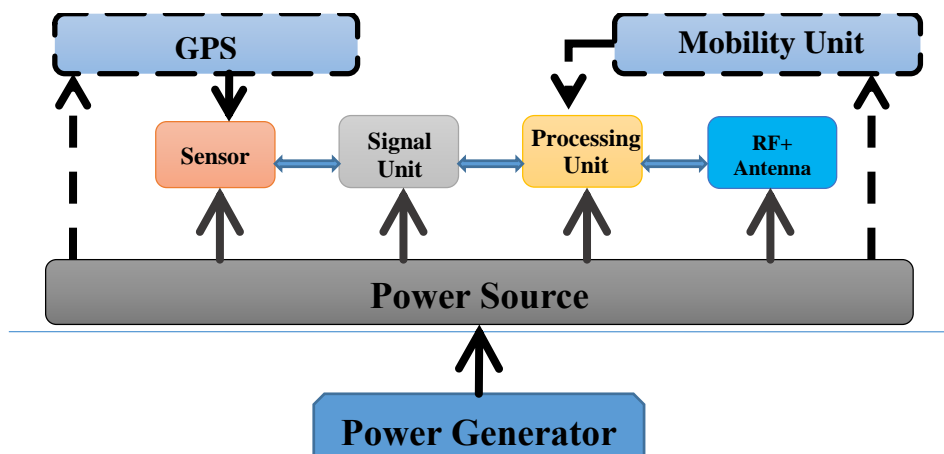 GPS
Mobility Unit
Sensor
Signal
Unit
Processing
Unit
RF+
Antenna
Power Source
Power Generator